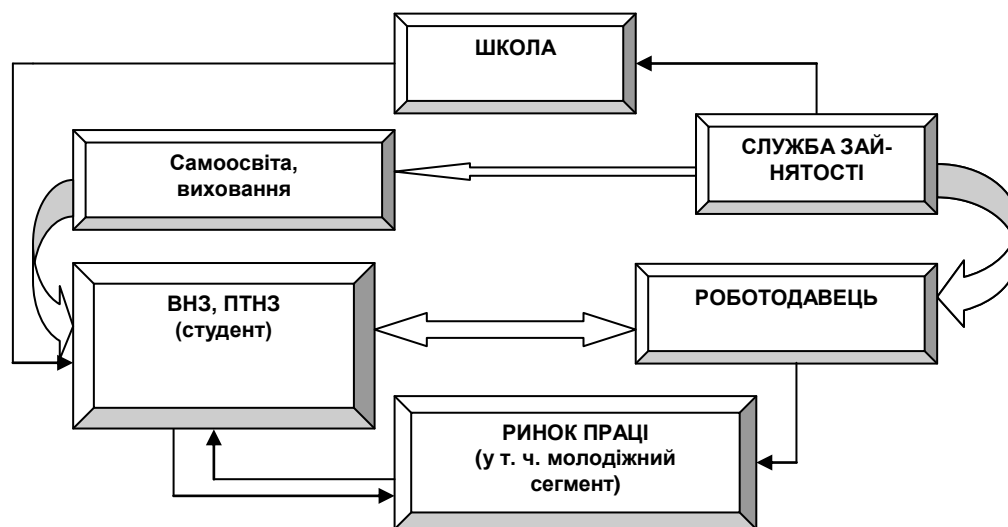 ШКОЛА
СЛУЖБА ЗАЙ-
НЯТОСТІ
Самоосвіта,
виховання
ВНЗ, ПТНЗ
(студент)
РОБОТОДАВЕЦЬ
РИНОК ПРАЦІ
(у т. ч. молодіжний
сегмент)